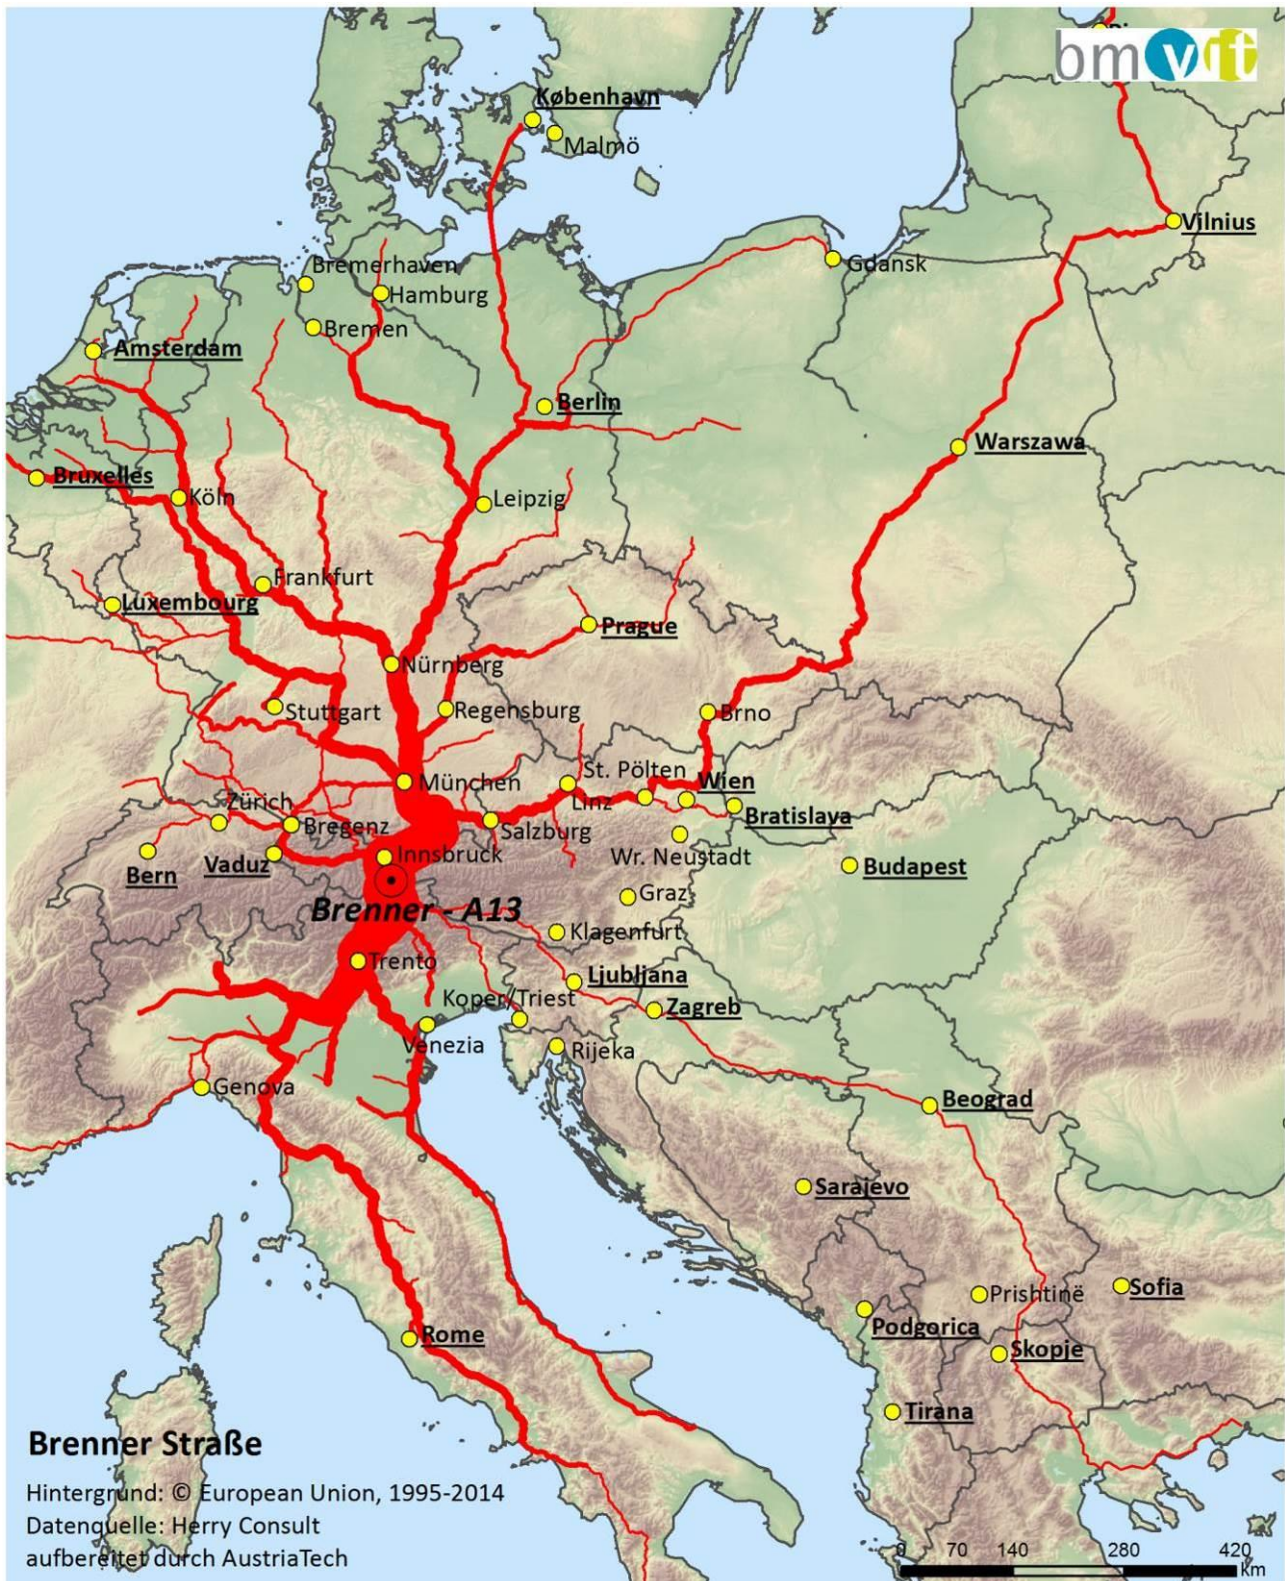 bmvit
København
Malmö
Vilnius
Gdansk
Bremerhaven
Hamburg
Bremen
Amsterdam
Berlin
Warszawa
Bruxelles
Köln
Leipzig
Frankfurt
Luxembourg
Prague
Nürnberg
Stuttgart
Regensburg
Brno
München
St. Pölten
Wien
Linz
Zürich
Bregenz
Salzburg
Bratislava
Innsbruck
Wr. Neustadt
Bern
Vaduz
Budapest
Graz
Brenner - A13
Klagenfurt
Trento
Ljubljana
Koper/Triest
Zagreb
Venezia
Rijeka
Genova
Beograd
Sarajevo
Prishtinë
Sofia
Podgorica
Rome
Skopje
Tirana
Brenner Straße
Hintergrund: © European Union, 1995-2014
Datenquelle: Herry Consult
aufbereitet durch AustriaTech
0 70 140 280 420
km